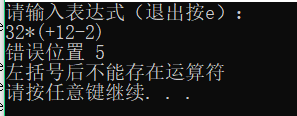 请输入表达式（退出按e）：
32*(+12-2)
错误位置 5
左括号后不能存在运算符
请按任意键继续. . .